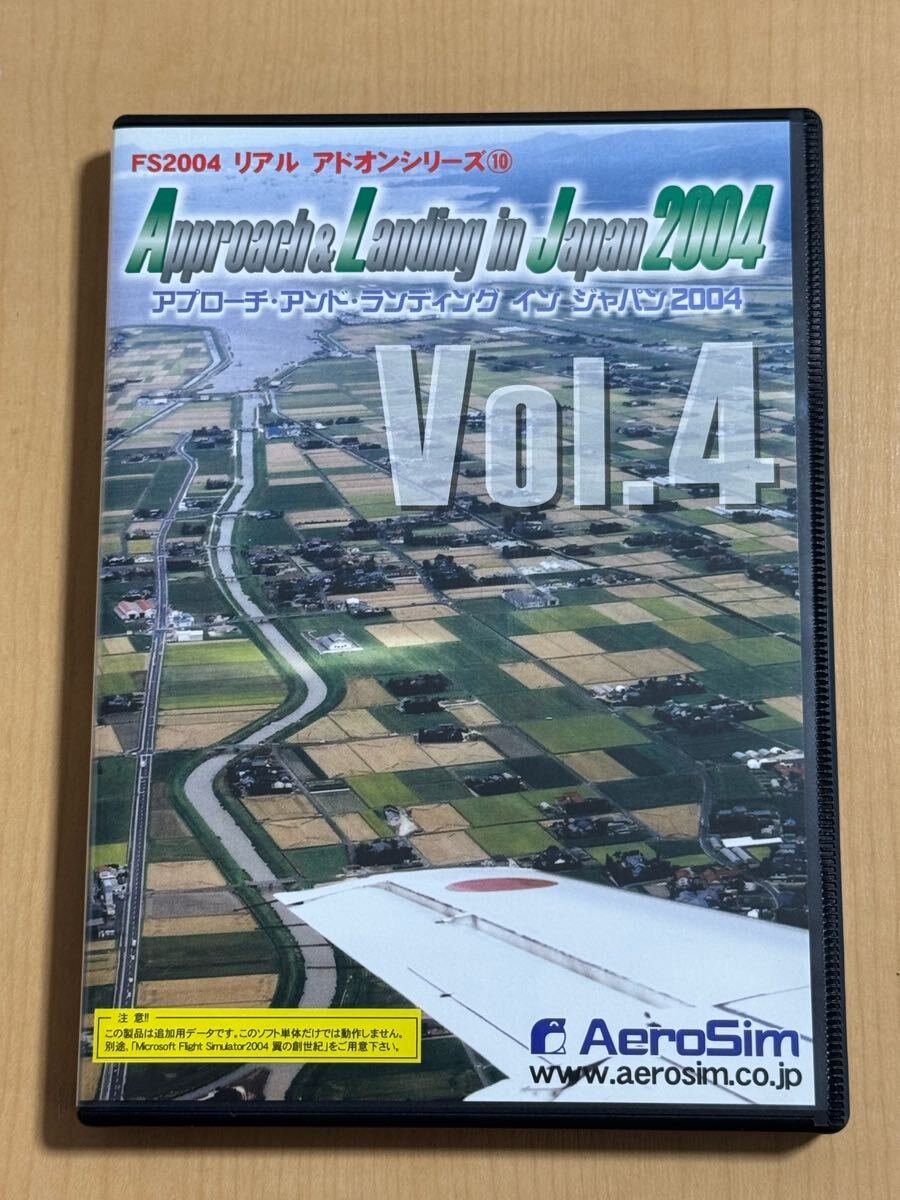 FS2004 リアル アドオンシリーズ⑩
Approach & Landing in Japan 2004
アプローチ・アンド・ランディング イン ジャパン2004
Vol.4
注 意!!
この製品は追加用データです。このソフト単体だけでは動作しません。
別途、「Microsoft Flight Simulator2004 翼の創世紀」をご用意下さい。
AeroSim
www.aerosim.co.jp